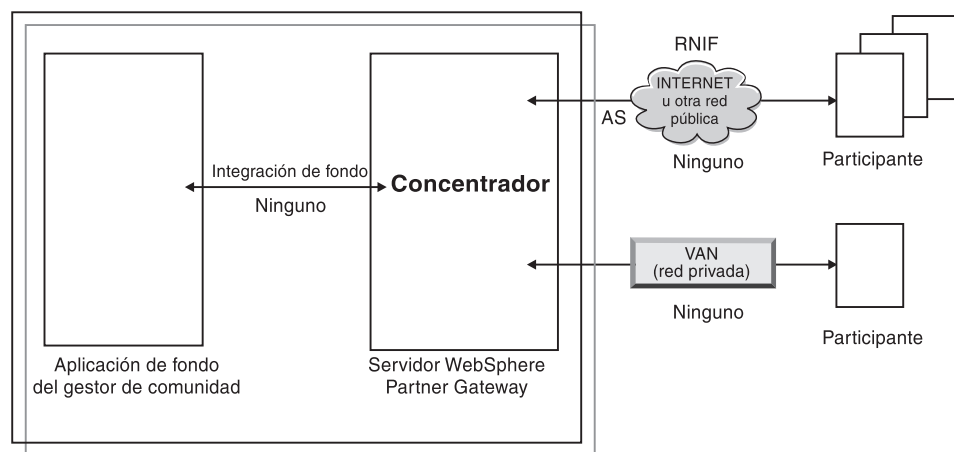 RNIF
INTERNET
u otra red
pública
AS
Ninguno
Participante
Integración de fondo
Ninguno
Concentrador
VAN
(red privada)
Ninguno
Participante
Aplicación de fondo
del gestor de comunidad
Servidor WebSphere
Partner Gateway